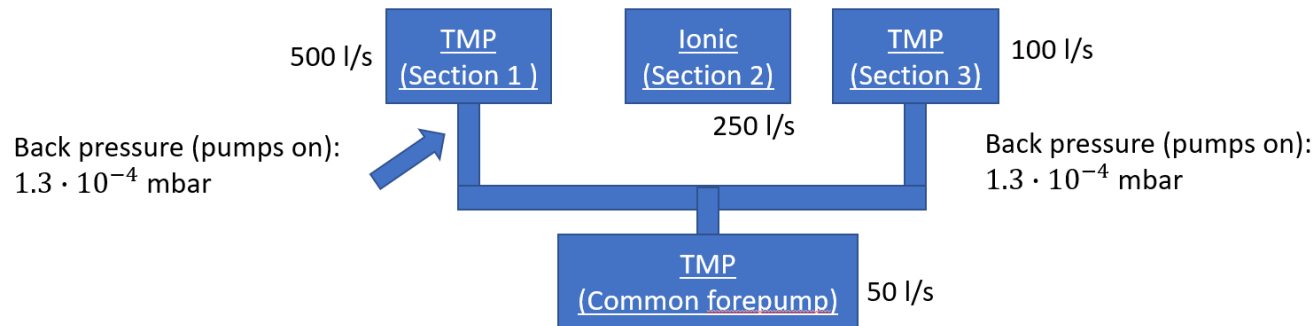 500 l/s
TMP
(Section 1 )
Ionic
(Section 2)
250 l/s
TMP
(Section 3)
100 l/s
Back pressure (pumps on):
1.3 · 10⁻⁴ mbar
Back pressure (pumps on):
1.3 · 10⁻⁴ mbar
TMP
(Common forepump)
50 l/s